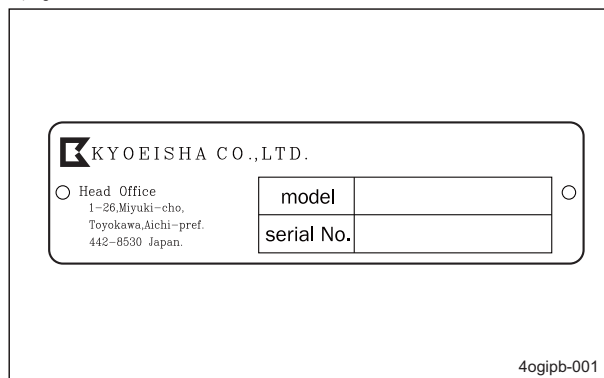 KYOEISHA CO.,LTD.
Head Office
1-26,Miyuki-cho,
Toyokawa,Aichi-pref.
442-8530 Japan.
model
serial No.
4ogipb-001